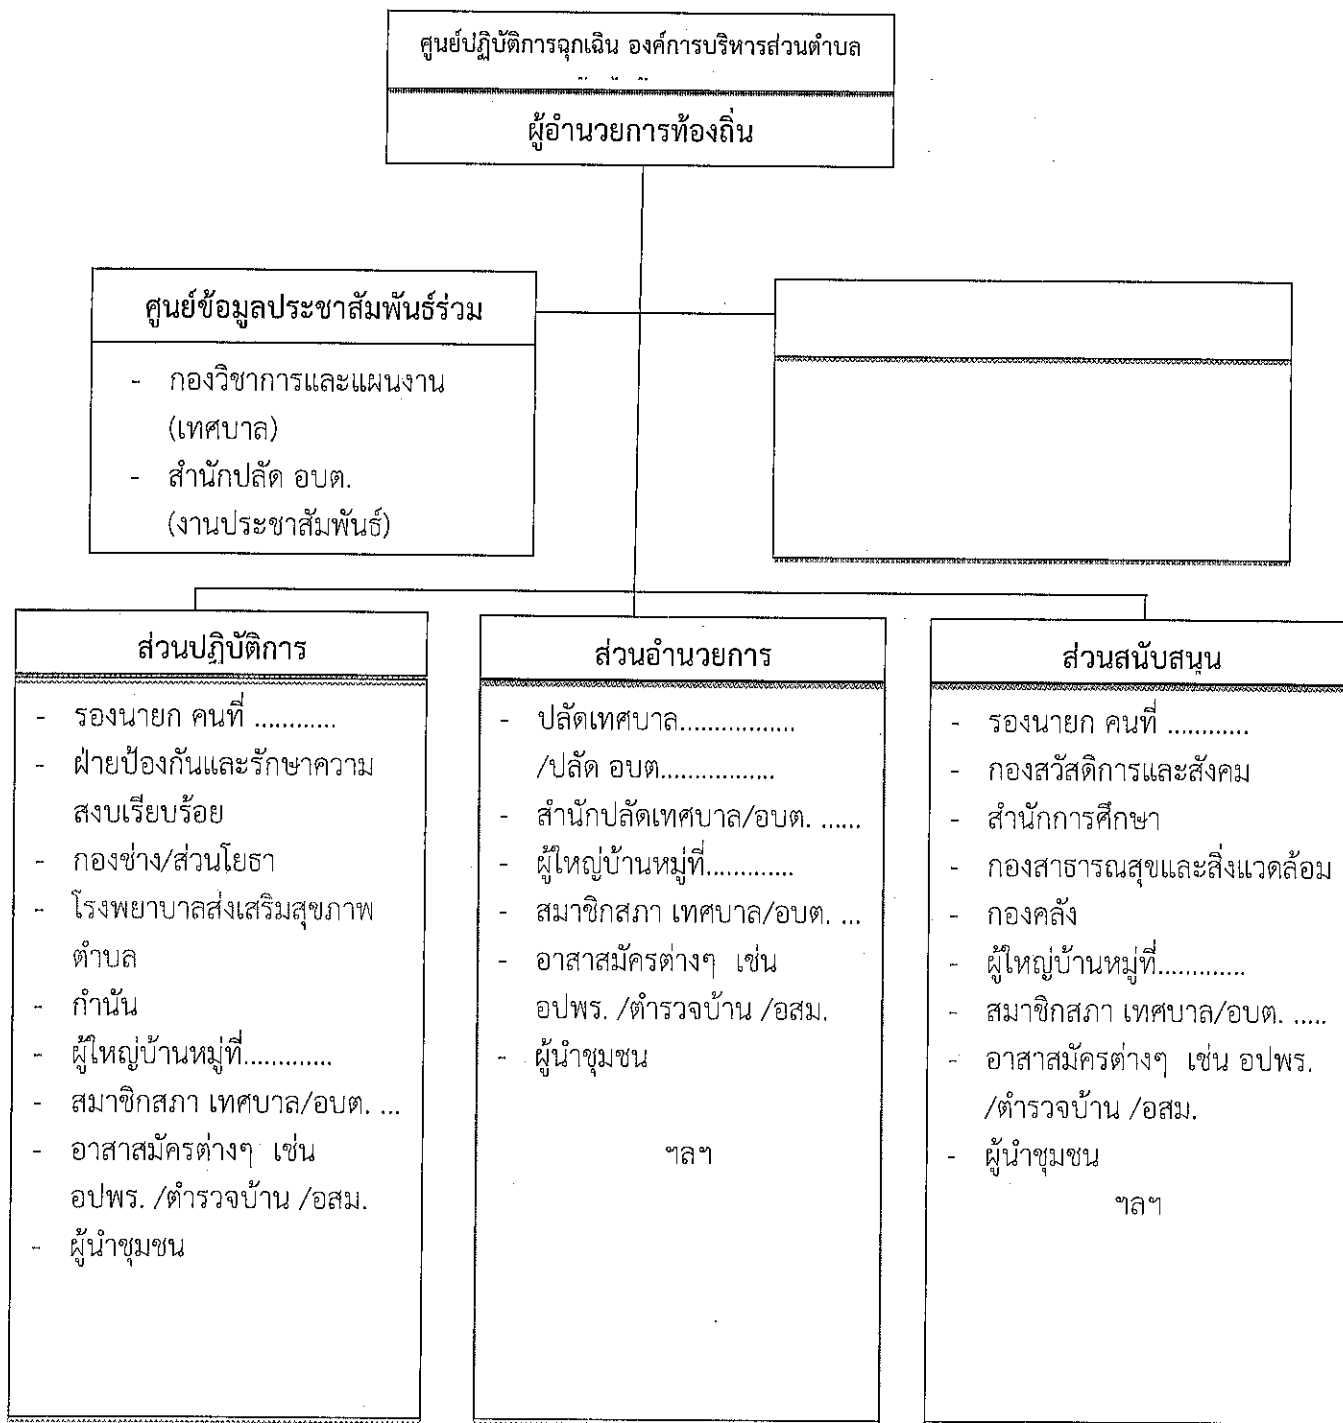 ศูนย์ปฏิบัติการฉุกเฉิน องค์การบริหารส่วนตำบล
ผู้อำนวยการท้องถิ่น
ศูนย์ข้อมูลประชาสัมพันธ์ร่วม
- กองวิชาการและแผนงาน
(เทศบาล)
- สำนักปลัด อบต.
(งานประชาสัมพันธ์)
ส่วนปฏิบัติการ
- รองนายก คนที่ ............
- ฝ่ายป้องกันและรักษาความ
สงบเรียบร้อย
- กองช่าง/ส่วนโยธา
- โรงพยาบาลส่งเสริมสุขภาพ
ตำบล
- กำนัน
- ผู้ใหญ่บ้านหมู่ที่.............
- สมาชิกสภา เทศบาล/อบต. ...
- อาสาสมัครต่างๆ เช่น
อปพร. /ตำรวจบ้าน /อสม.
- ผู้นำชุมชน
ส่วนอำนวยการ
- ปลัดเทศบาล.................
/ปลัด อบต.................
- สำนักปลัดเทศบาล/อบต. ......
- ผู้ใหญ่บ้านหมู่ที่.............
- สมาชิกสภา เทศบาล/อบต. ...
- อาสาสมัครต่างๆ เช่น
อปพร. /ตำรวจบ้าน /อสม.
- ผู้นำชุมชน
ฯลฯ
ส่วนสนับสนุน
- รองนายก คนที่ ............
- กองสวัสดิการและสังคม
- สำนักการศึกษา
- กองสาธารณสุขและสิ่งแวดล้อม
- กองคลัง
- ผู้ใหญ่บ้านหมู่ที่.............
- สมาชิกสภา เทศบาล/อบต. .....
- อาสาสมัครต่างๆ เช่น อปพร.
/ตำรวจบ้าน /อสม.
- ผู้นำชุมชน
ฯลฯ